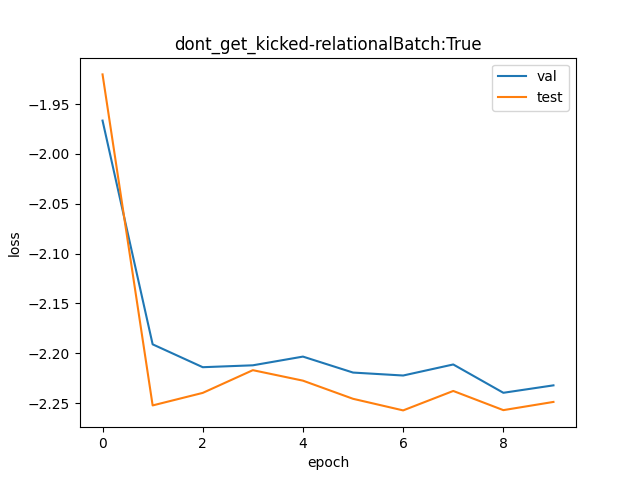 dont_get_kicked-relationalBatch:True
val
test
−1.95
−2.00
−2.05
−2.10
−2.15
−2.20
−2.25
loss
0
2
4
6
8
epoch